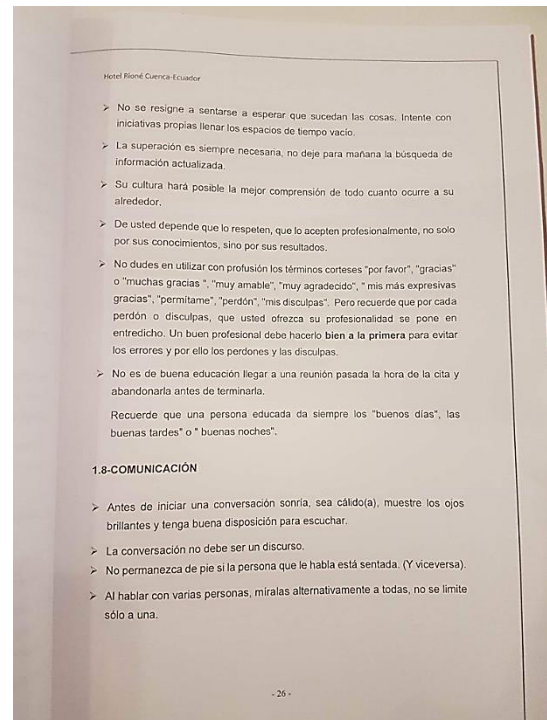 Hotel Rioné Cuenca-Ecuador
➢ No se resigne a sentarse a esperar que sucedan las cosas. Intente con
iniciativas propias llenar los espacios de tiempo vacío.
➢ La superación es siempre necesaria, no deje para mañana la búsqueda de
información actualizada.
➢ Su cultura hará posible la mejor comprensión de todo cuanto ocurre a su
alrededor.
➢ De usted depende que lo respeten, que lo acepten profesionalmente, no solo
por sus conocimientos, sino por sus resultados.
➢ No dudes en utilizar con profusión los términos corteses "por favor", "gracias"
o "muchas gracias ", "muy amable", "muy agradecido", " mis más expresivas
gracias", "permítame", "perdón", "mis disculpas". Pero recuerde que por cada
perdón o disculpas, que usted ofrezca su profesionalidad se pone en
entredicho. Un buen profesional debe hacerlo bien a la primera para evitar
los errores y por ello los perdones y las disculpas.
➢ No es de buena educación llegar a una reunión pasada la hora de la cita y
abandonarla antes de terminarla.
Recuerde que una persona educada da siempre los "buenos días", las
buenas tardes" o " buenas noches".
1.8-COMUNICACIÓN
➢ Antes de iniciar una conversación sonría, sea cálido(a), muestre los ojos
brillantes y tenga buena disposición para escuchar.
➢ La conversación no debe ser un discurso.
➢ No permanezca de pie si la persona que le habla está sentada. (Y viceversa).
➢ Al hablar con varias personas, míralas alternativamente a todas, no se limite
sólo a una.
- 26 -